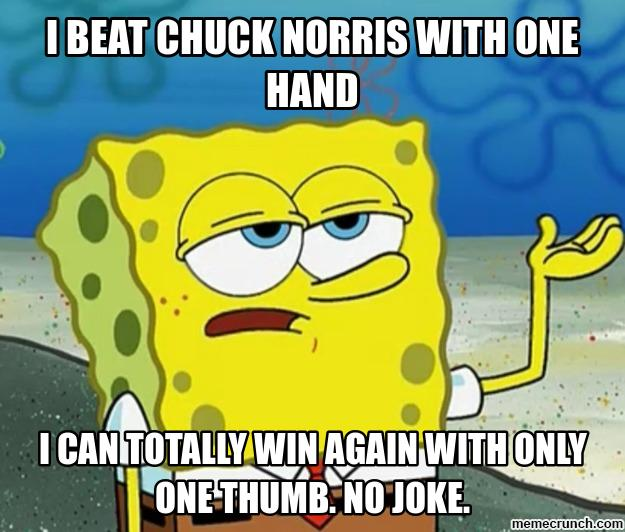 I BEAT CHUCK NORRIS WITH ONE
HAND
I CAN TOTALLY WIN AGAIN WITH ONLY
ONE THUMB. NO JOKE.
memecrunch.com